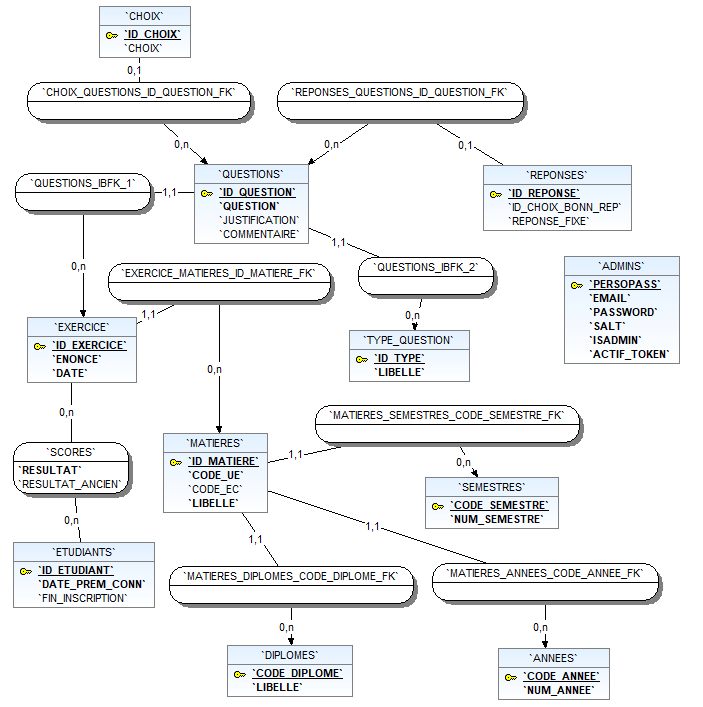 `CHOIX`
`ID_CHOIX`
`CHOIX`
0,1
`CHOIX_QUESTIONS_ID_QUESTION_FK`
`REPONSES_QUESTIONS_ID_QUESTION_FK`
0,n
0,n
0,1
`QUESTIONS`
`ID_QUESTION`
`QUESTION`
`JUSTIFICATION`
`COMMENTAIRE`
`REPONSES`
`ID_REPONSE`
`ID_CHOIX_BONN_REP`
`REPONSE_FIXE`
`QUESTIONS_IBFK_1`
1,1
1,1
0,n
`EXERCICE_MATIERES_ID_MATIERE_FK`
`QUESTIONS_IBFK_2`
`ADMINS`
`PERSOPASS`
`EMAIL`
`PASSWORD`
`SALT`
`ISADMIN`
`ACTIF_TOKEN`
1,1
0,n
`EXERCICE`
`ID_EXERCICE`
`ENONCE`
`DATE`
`TYPE_QUESTION`
`ID_TYPE`
`LIBELLE`
0,n
0,n
`MATIERES_SEMESTRES_CODE_SEMESTRE_FK`
`SCORES`
`RESULTAT`
`RESULTAT_ANCIEN`
`MATIERES`
`ID_MATIERE`
`CODE_UE`
`CODE_EC`
`LIBELLE`
1,1
0,n
`SEMESTRES`
`CODE_SEMESTRE`
`NUM_SEMESTRE`
0,n
1,1
1,1
`ETUDIANTS`
`ID_ETUDIANT`
`DATE_PREM_CONN`
`FIN_INSCRIPTION`
`MATIERES_DIPLOMES_CODE_DIPLOME_FK`
`MATIERES_ANNEES_CODE_ANNEE_FK`
0,n
0,n
`DIPLOMES`
`CODE_DIPLOME`
`LIBELLE`
`ANNEES`
`CODE_ANNEE`
`NUM_ANNEE`